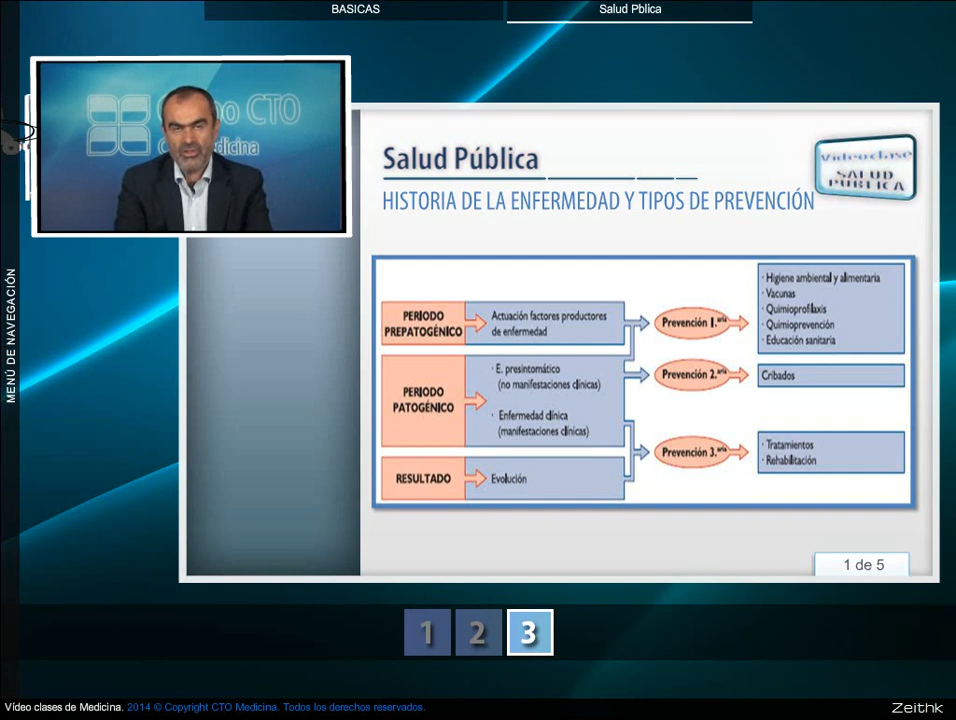 BASICAS
Salud Pblica
Grupo CTO
CTO Medicina
Salud Pública
Videoclase
SALUD
PÚBLICA
HISTORIA DE LA ENFERMEDAD Y TIPOS DE PREVENCIÓN
MENÚ DE NAVEGACIÓN
PERIODO
PREPATOGÉNICO
Actuación factores productores
de enfermedad
Prevención 1.aria
· Higiene ambiental y alimentaria
· Vacunas
· Quimioprofilaxis
· Quimioprevención
· Educación sanitaria
PERIODO
PATOGÉNICO
· E. presintomático
(no manifestaciones clínicas)
· Enfermedad clínica
(manifestaciones clínicas)
Prevención 2.aria
Cribados
RESULTADO
Evolución
Prevención 3.aria
· Tratamientos
· Rehabilitación
1 de 5
1 2 3
Vídeo clases de Medicina. 2014 © Copyright CTO Medicina. Todos los derechos reservados.
Zeithk